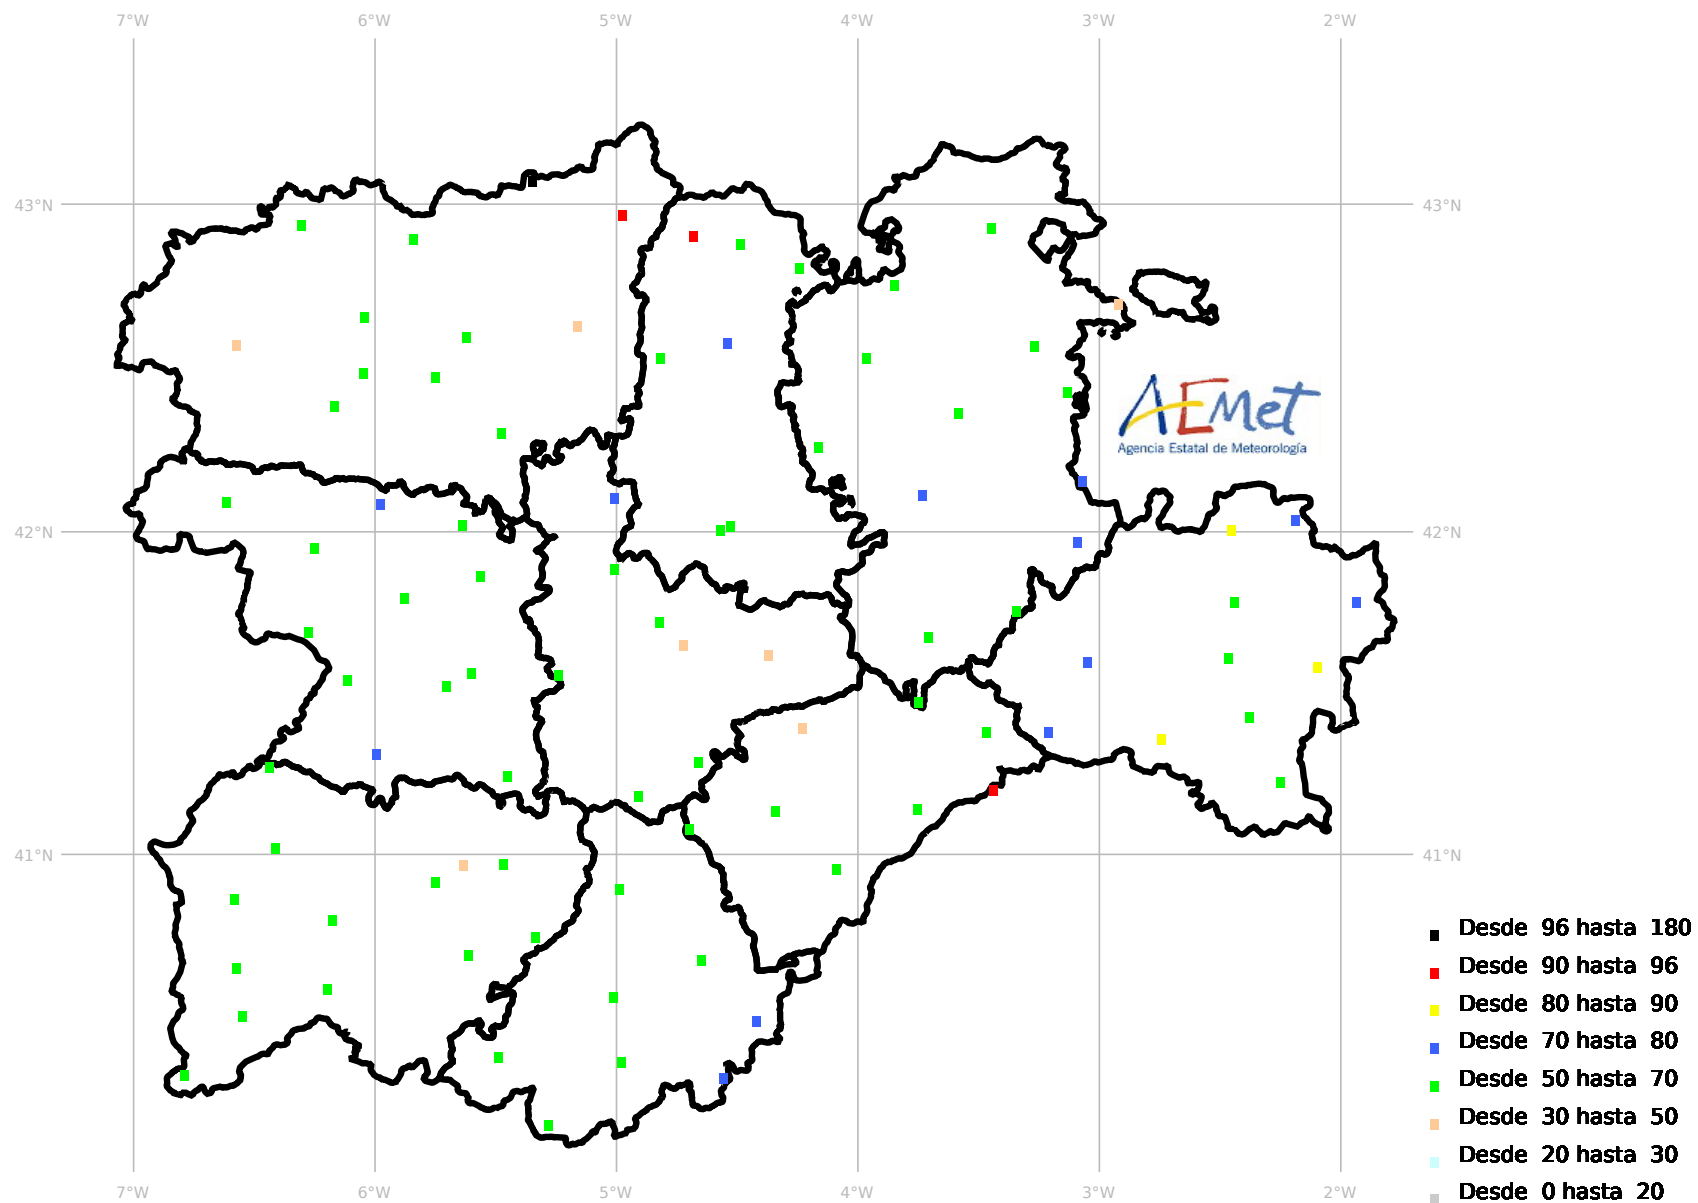 7°W 6°W 5°W 4°W 3°W 2°W
43°N 43°N
AEMet
Agencia Estatal de Meteorología
42°N 42°N
41°N 41°N
Desde 96 hasta 180
Desde 90 hasta 96
Desde 80 hasta 90
Desde 70 hasta 80
Desde 50 hasta 70
Desde 30 hasta 50
Desde 20 hasta 30
Desde 0 hasta 20
7°W 6°W 5°W 4°W 3°W 2°W